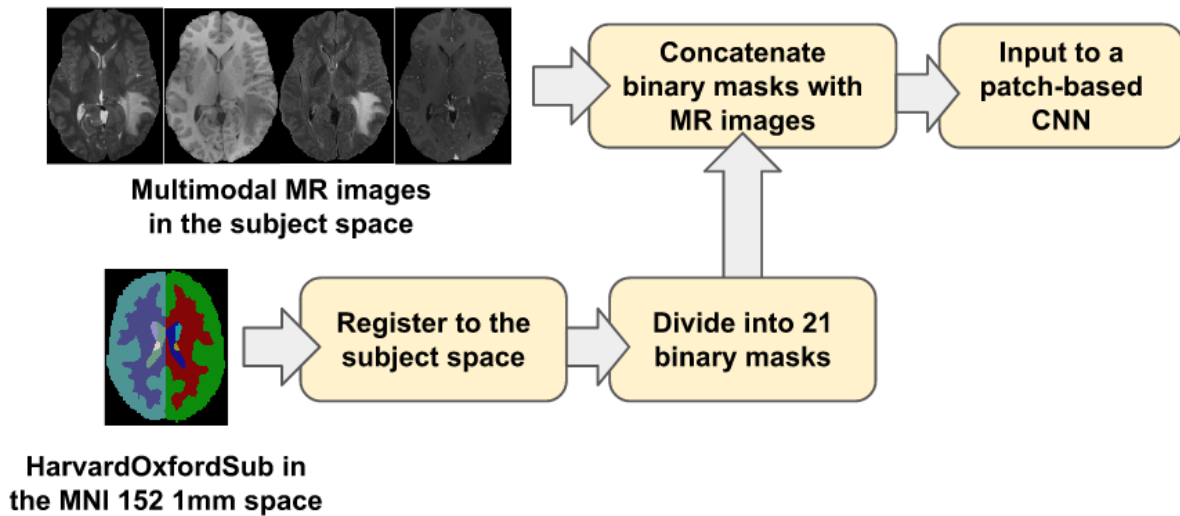 Concatenate
binary masks with
MR images
Input to a
patch-based
CNN
Multimodal MR images
in the subject space
Register to the
subject space
Divide into 21
binary masks
HarvardOxfordSub in
the MNI 152 1mm space